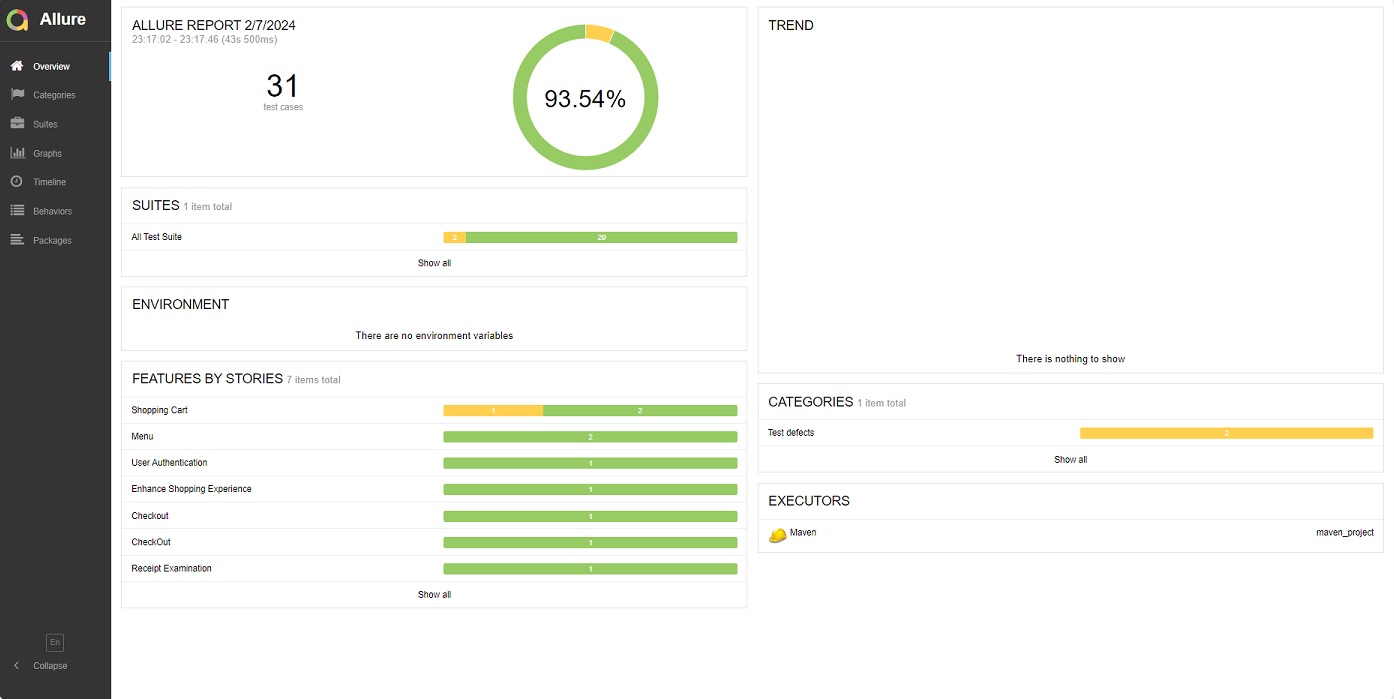 Allure
Overview
Categories
Suites
Graphs
Timeline
Behaviors
Packages
En
Collapse
ALLURE REPORT 2/7/2024
23:17:02 - 23:17:46 (43s 500ms)
31
test cases
93.54%
SUITES 1 item total
All Test Suite 2 29
Show all
ENVIRONMENT
There are no environment variables
FEATURES BY STORIES 7 items total
Shopping Cart 1 2
Menu 2
User Authentication 1
Enhance Shopping Experience 1
Checkout 1
CheckOut 1
Receipt Examination 1
Show all
TREND
There is nothing to show
CATEGORIES 1 item total
Test defects 2
Show all
EXECUTORS
Maven maven_project